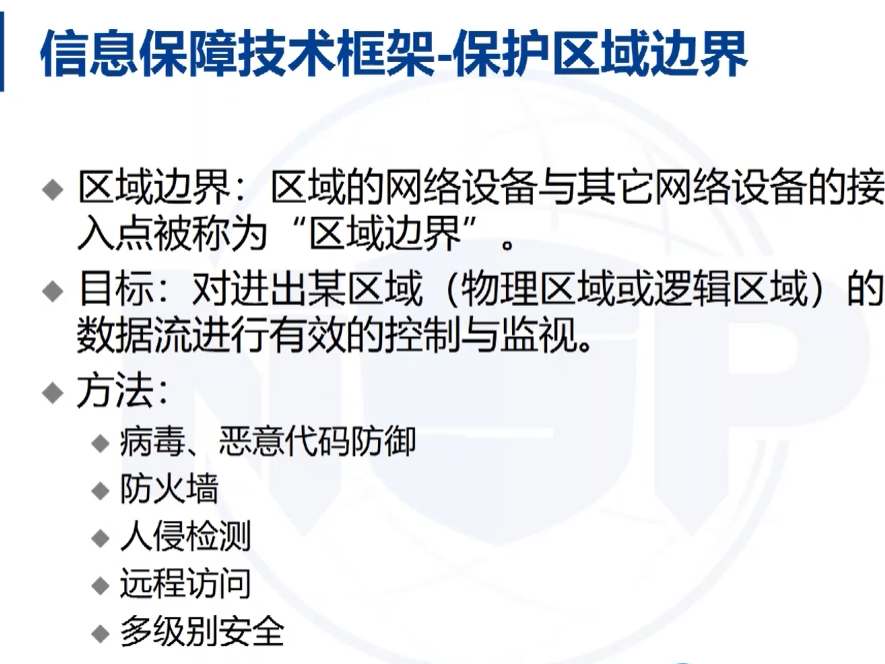 信息保障技术框架-保护区域边界
区域边界：区域的网络设备与其它网络设备的接
入点被称为“区域边界”。
目标：对进出某区域（物理区域或逻辑区域）的
数据流进行有效的控制与监视。
方法：
病毒、恶意代码防御
防火墙
人侵检测
远程访问
多级别安全
NISP